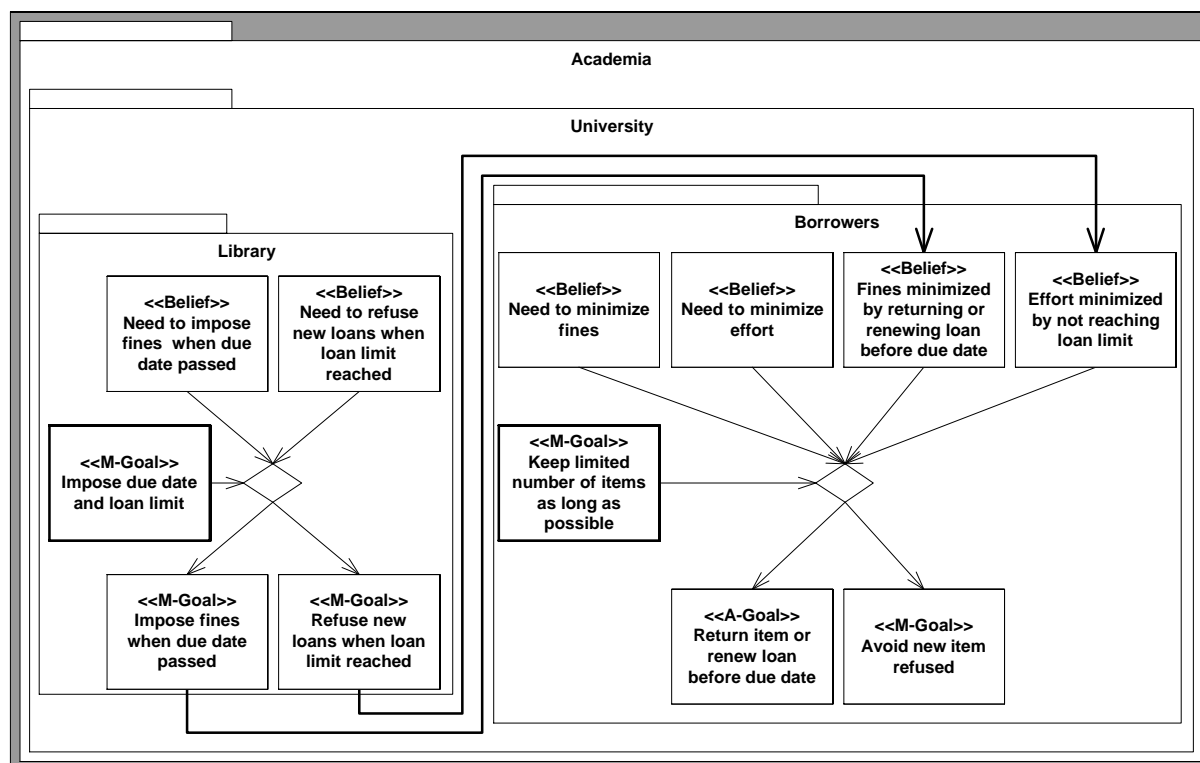 Academia
University
Library
<<Belief>>
Need to impose
fines when due
date passed
<<Belief>>
Need to refuse
new loans when
loan limit
reached
<<M-Goal>>
Impose due date
and loan limit
<<M-Goal>>
Impose fines
when due date
passed
<<M-Goal>>
Refuse new
loans when loan
limit reached
Borrowers
<<Belief>>
Need to minimize
fines
<<Belief>>
Need to minimize
effort
<<Belief>>
Fines minimized
by returning or
renewing loan
before due date
<<Belief>>
Effort minimized
by not reaching
loan limit
<<M-Goal>>
Keep limited
number of items
as long as
possible
<<A-Goal>>
Return item or
renew loan
before due date
<<M-Goal>>
Avoid new item
refused